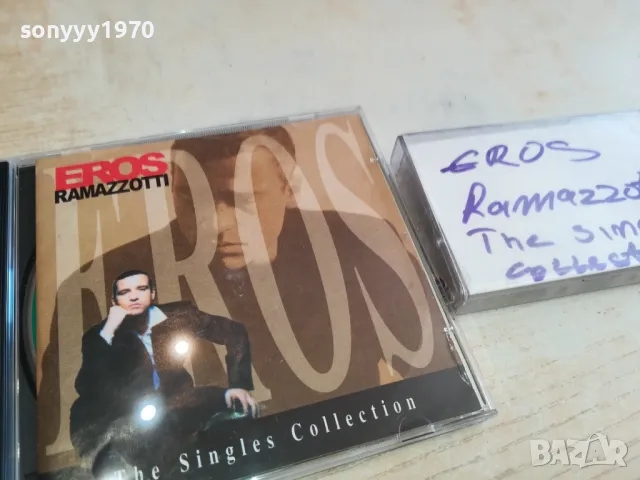 sonyyy1970
EROS
RAMAZZOTTI
EROS
The Singles Collection
EROS
Ramazzo
The Sin
collect
BAZAR